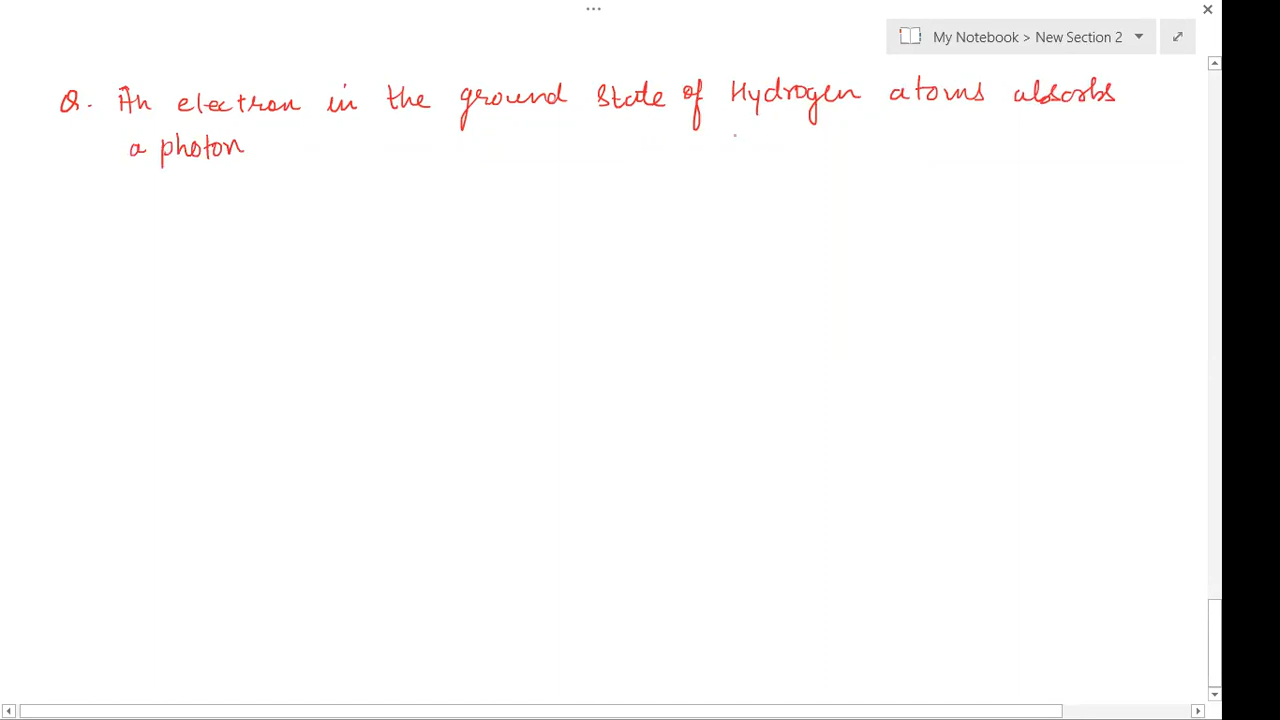 My Notebook > New Section 2
Q. An electron in the ground state of Hydrogen atoms absorbs
a photon